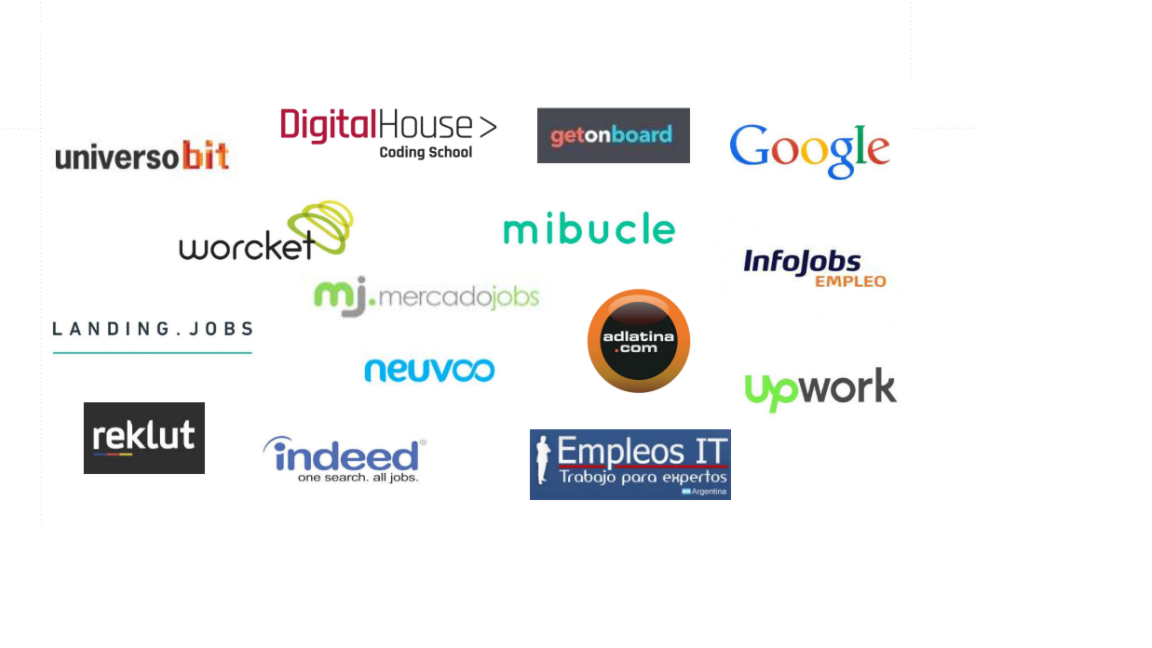 DigitalHouse >
Coding School
getonboard
Google
universobit
worcket
mibucle
InfoJobs
EMPLEO
mj.mercadojobs
LANDING.JOBS
adlatina
.com
neuvoo
upwork
reklut
indeed®
one search. all jobs.
Empleos IT
Trabajo para expertos
Argentina